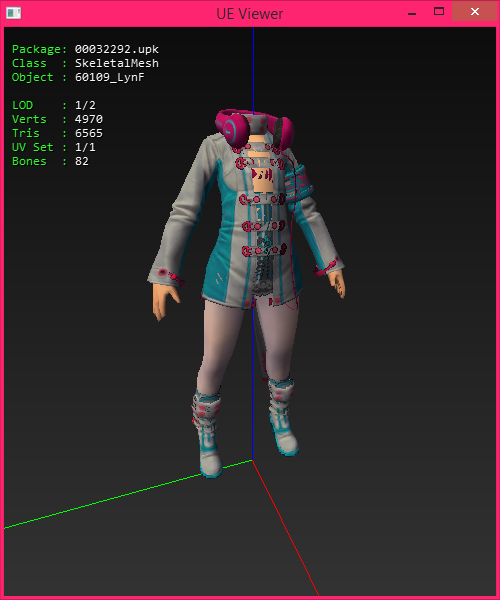 UE Viewer
Package: 00032292.upk
Class  : SkeletalMesh
Object : 60109_LynF
LOD    : 1/2
Verts  : 4970
Tris   : 6565
UV Set : 1/1
Bones  : 82